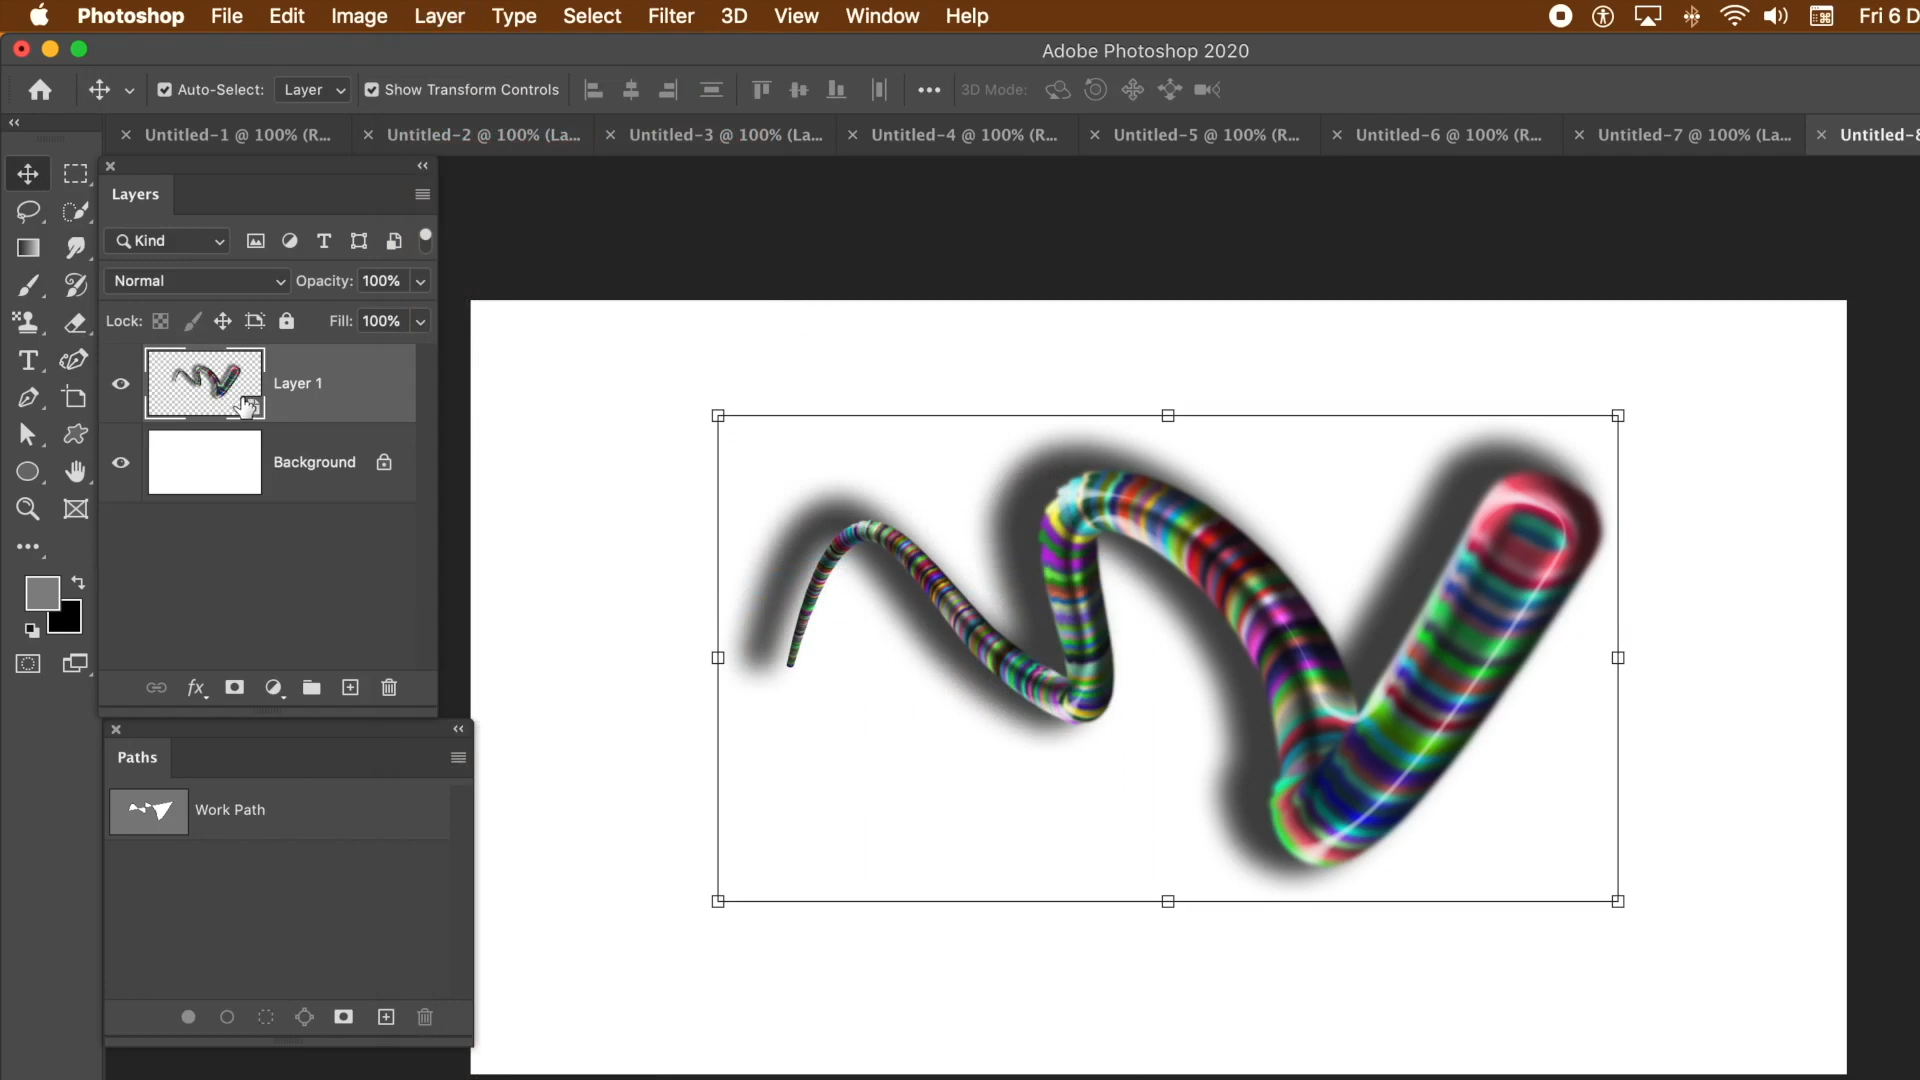 Photoshop File Edit Image Layer Type Select Filter 3D View Window Help Fri 6 D
Adobe Photoshop 2020
Auto-Select: Layer Show Transform Controls 3D Mode:
Untitled-1 @ 100% (R... Untitled-2 @ 100% (La... Untitled-3 @ 100% (La... Untitled-4 @ 100% (R... Untitled-5 @ 100% (R... Untitled-6 @ 100% (R... Untitled-7 @ 100% (La... Untitled-8
Layers
Kind
Normal Opacity: 100%
Lock: Fill: 100%
Layer 1
Background
Paths
Work Path